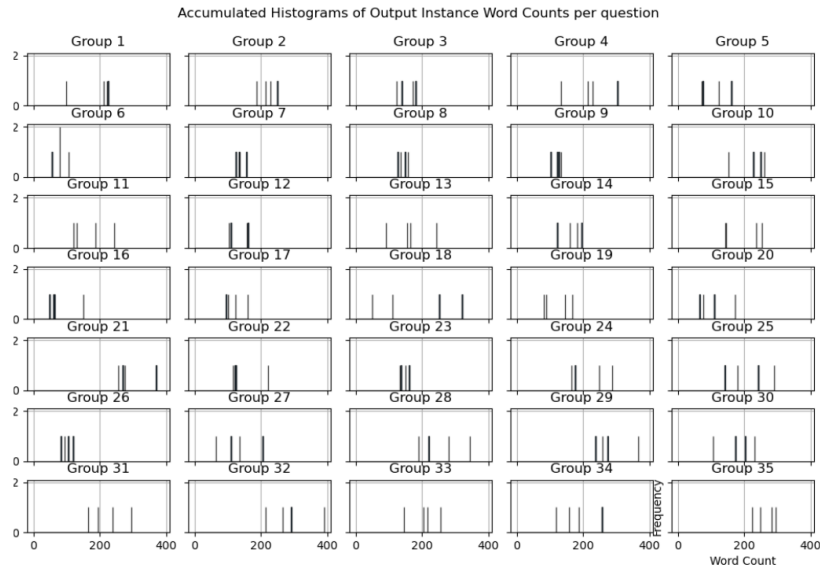 Accumulated Histograms of Output Instance Word Counts per question
Group 1 Group 2 Group 3 Group 4 Group 5
2
0
Group 6 Group 7 Group 8 Group 9 Group 10
2
0
Group 11 Group 12 Group 13 Group 14 Group 15
2
0
Group 16 Group 17 Group 18 Group 19 Group 20
2
0
Group 21 Group 22 Group 23 Group 24 Group 25
2
0
Group 26 Group 27 Group 28 Group 29 Group 30
2
0
Group 31 Group 32 Group 33 Group 34 Group 35
2
0
Frequency
0 200 400 0 200 400 0 200 400 0 200 400 0 200 400
Word Count